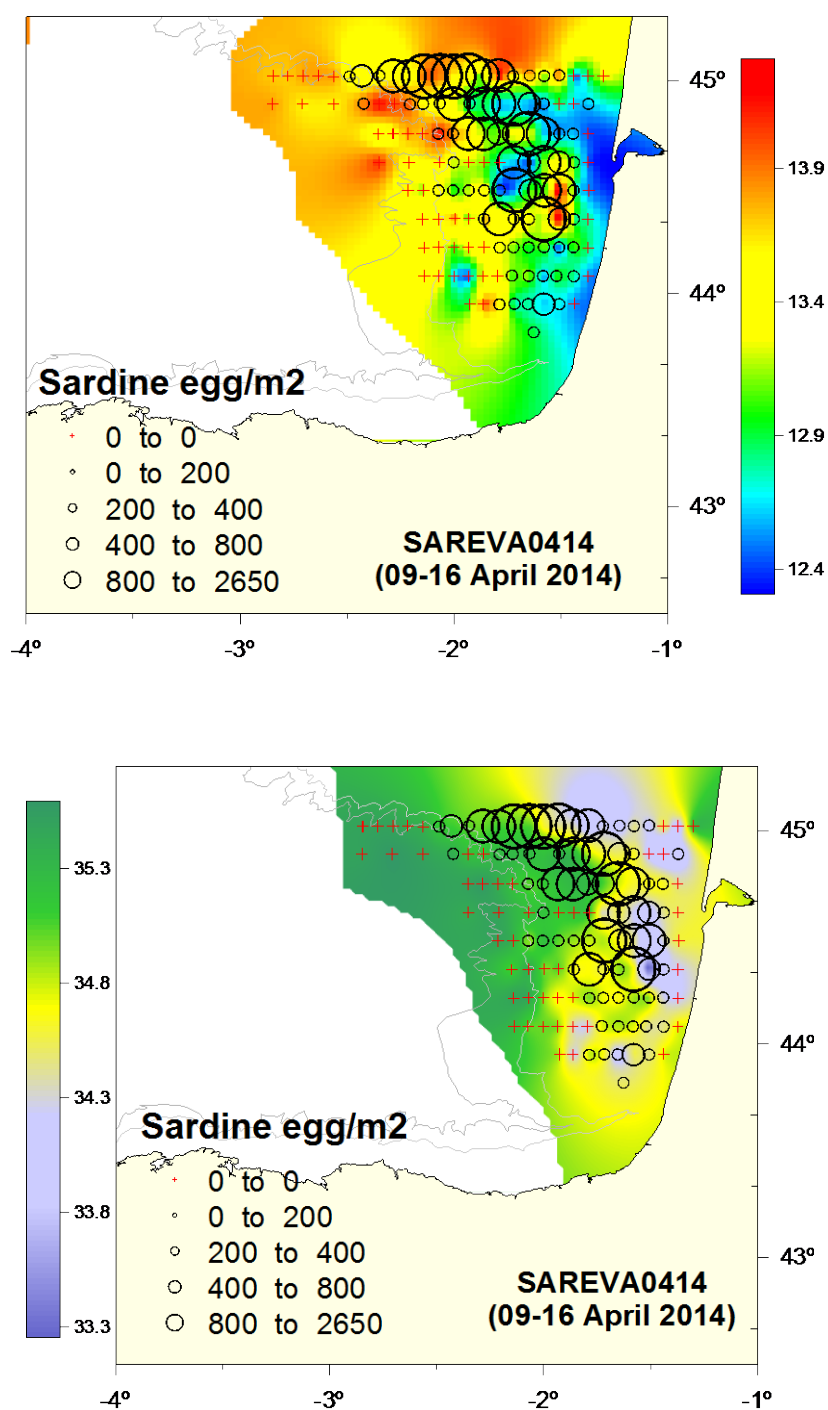 45º
13.9
44º
13.4
Sardine egg/m2
0 to 0
12.9
0 to 200
43º
200 to 400
400 to 800
SAREVA0414
12.4
800 to 2650
(09-16 April 2014)
-4º
-3º
-2º
-1º
45º
35.3
34.8
44º
34.3
Sardine egg/m2
0 to 0
33.8
0 to 200
200 to 400
43º
400 to 800
SAREVA0414
33.3
800 to 2650
(09-16 April 2014)
-4º
-3º
-2º
-1º